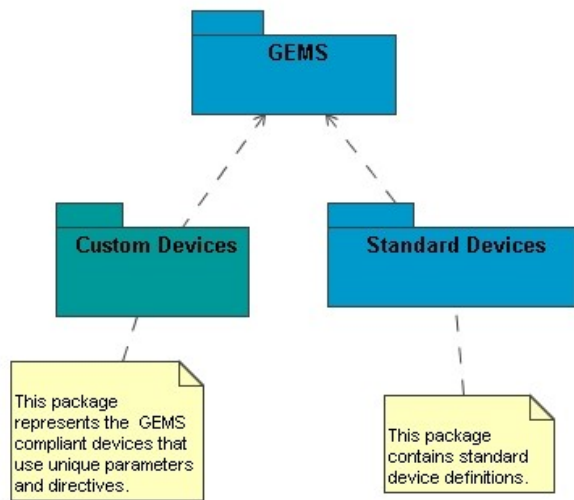 GEMS
Custom Devices
Standard Devices
This package
represents the GEMS
compliant devices that
use unique parameters
and directives.
This package
contains standard
device definitions.